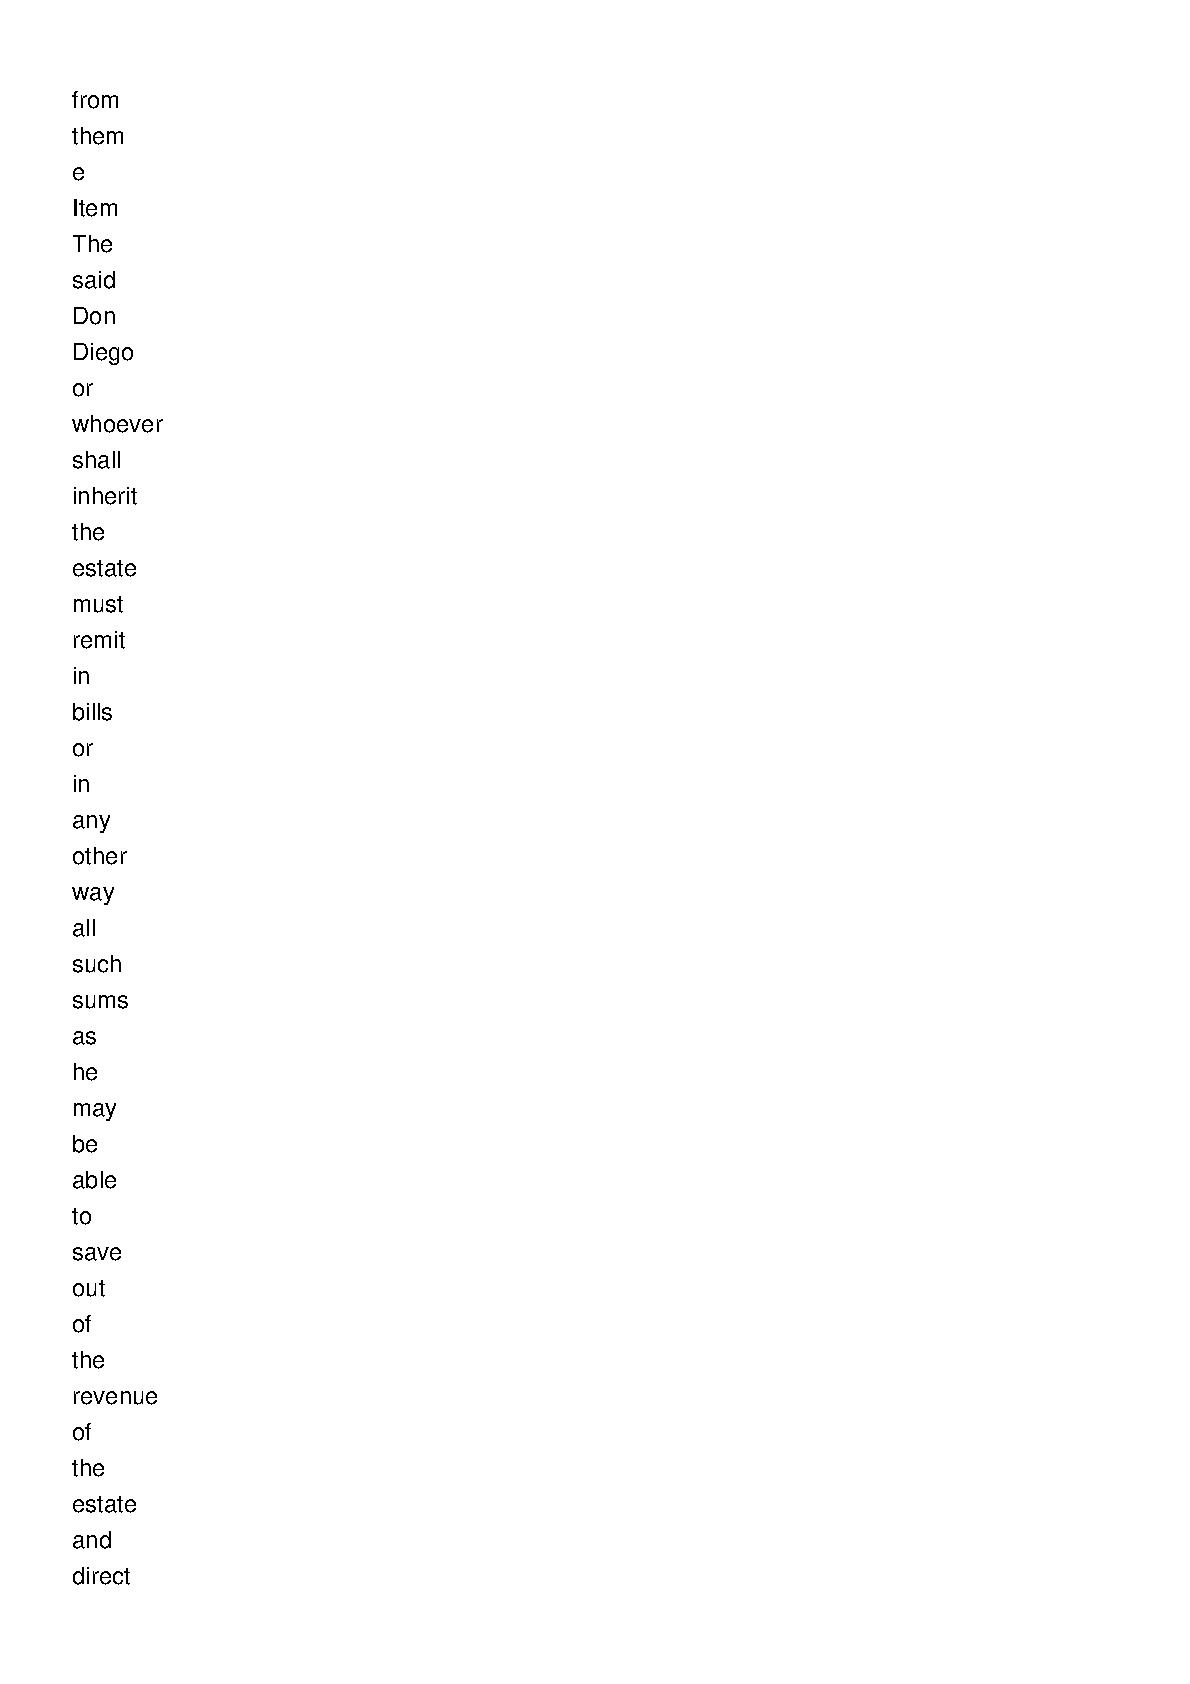 from
them
e
Item
The
said
Don
Diego
or
whoever
shall
inherit
the
estate
must
remit
in
bills
or
in
any
other
way
all
such
sums
as
he
may
be
able
to
save
out
of
the
revenue
of
the
estate
and
direct